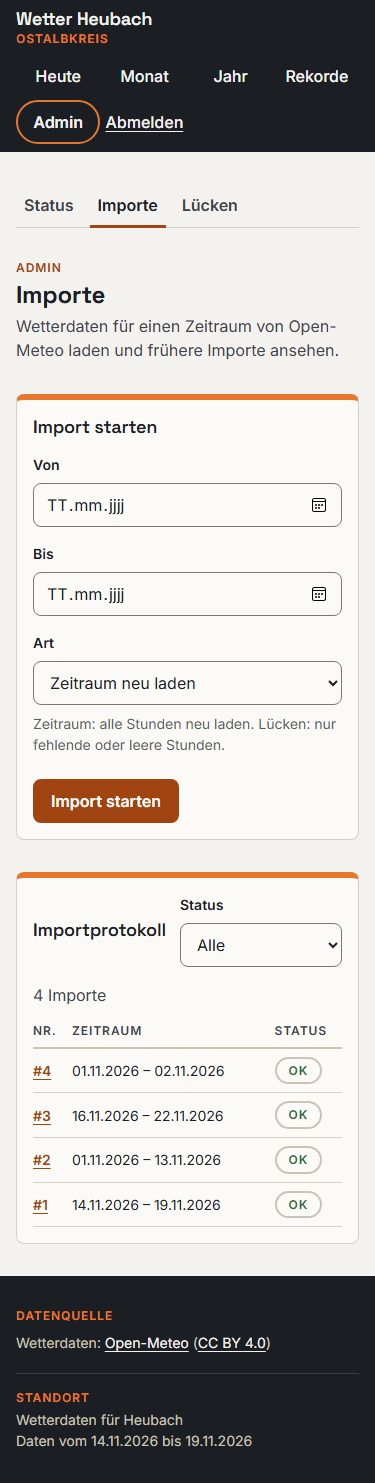 Wetter Heubach
OSTALBKREIS
Heute Monat Jahr Rekorde
Admin Abmelden
Status Importe Lücken
ADMIN
Importe
Wetterdaten für einen Zeitraum von Open-
Meteo laden und frühere Importe ansehen.
Import starten
Von
TT.mm.jjjj
Bis
TT.mm.jjjj
Art
Zeitraum neu laden
Zeitraum: alle Stunden neu laden. Lücken: nur
fehlende oder leere Stunden.
Import starten
Importprotokoll
Status
Alle
4 Importe
NR. ZEITRAUM STATUS
#4 01.11.2026 – 02.11.2026 OK
#3 16.11.2026 – 22.11.2026 OK
#2 01.11.2026 – 13.11.2026 OK
#1 14.11.2026 – 19.11.2026 OK
DATENQUELLE
Wetterdaten: Open-Meteo (CC BY 4.0)
STANDORT
Wetterdaten für Heubach
Daten vom 14.11.2026 bis 19.11.2026